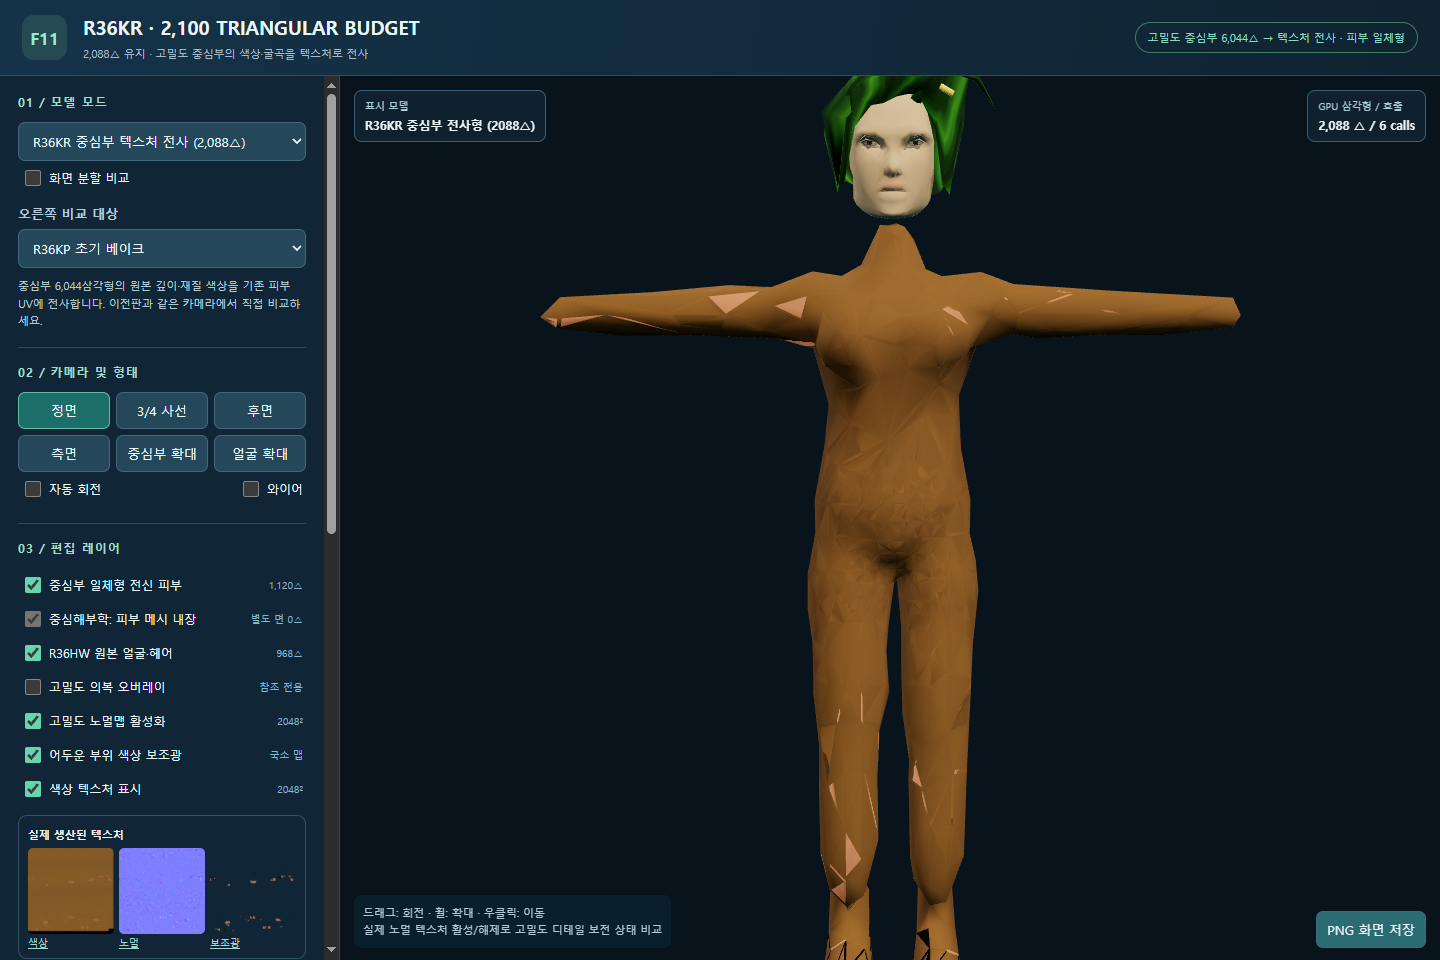 F11
R36KR · 2,100 TRIANGULAR BUDGET
2,088△ 유지 · 고밀도 중심부의 색상·굴곡을 텍스처로 전사
고밀도 중심부 6,044△ → 텍스처 전사 · 피부 일체형
01 / 모델 모드
R36KR 중심부 텍스처 전사 (2,088△)
화면 분할 비교
오른쪽 비교 대상
R36KP 초기 베이크
중심부 6,044삼각형의 원본 깊이·재질 색상을 기존 피부
UV에 전사합니다. 이전판과 같은 카메라에서 직접 비교하
세요.
02 / 카메라 및 형태
정면
3/4 사선
후면
측면
중심부 확대
얼굴 확대
자동 회전
와이어
03 / 편집 레이어
중심부 일체형 전신 피부
1,120△
중심해부학: 피부 메시 내장
별도 면 0△
R36HW 원본 얼굴·헤어
968△
고밀도 의복 오버레이
참조 전용
고밀도 노멀맵 활성화
2048²
어두운 부위 색상 보조광
국소 맵
색상 텍스처 표시
2048²
실제 생산된 텍스처
색상
노멀
보조광
표시 모델
R36KR 중심부 전사형 (2088△)
GPU 삼각형 / 호출
2,088 △ / 6 calls
드래그: 회전 · 휠: 확대 · 우클릭: 이동
실제 노멀 텍스처 활성/해제로 고밀도 디테일 보전 상태 비교
PNG 화면 저장